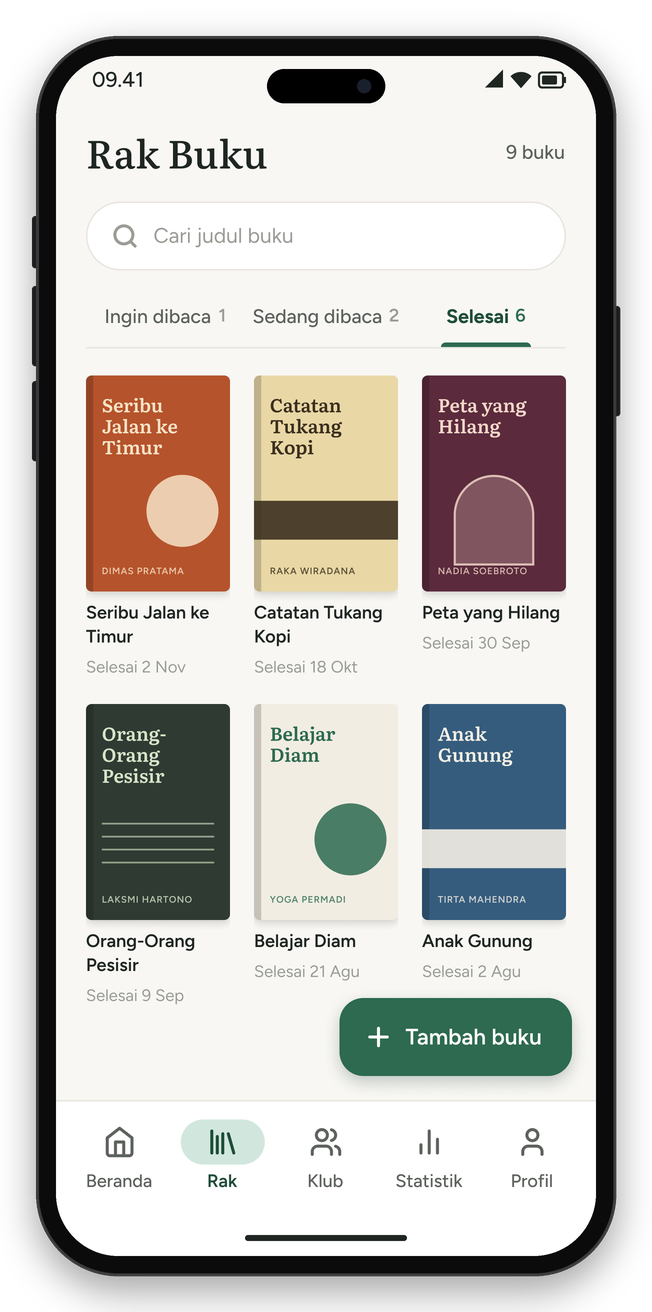 09.41
Rak Buku
9 buku
Cari judul buku
Ingin dibaca 1
Sedang dibaca 2
Selesai 6
Seribu
Jalan ke
Timur
DIMAS PRATAMA
Catatan
Tukang
Kopi
RAKA WIRADANA
Peta yang
Hilang
NADIA SOEBROTO
Seribu Jalan ke
Timur
Selesai 2 Nov
Catatan Tukang
Kopi
Selesai 18 Okt
Peta yang Hilang
Selesai 30 Sep
Orang-
Orang
Pesisir
LAKSMI HARTONO
Belajar
Diam
YOGA PERMADI
Anak
Gunung
TIRTA MAHENDRA
Orang-Orang
Pesisir
Selesai 9 Sep
Belajar Diam
Selesai 21 Agu
Anak Gunung
Selesai 2 Agu
Tambah buku
Beranda
Rak
Klub
Statistik
Profil